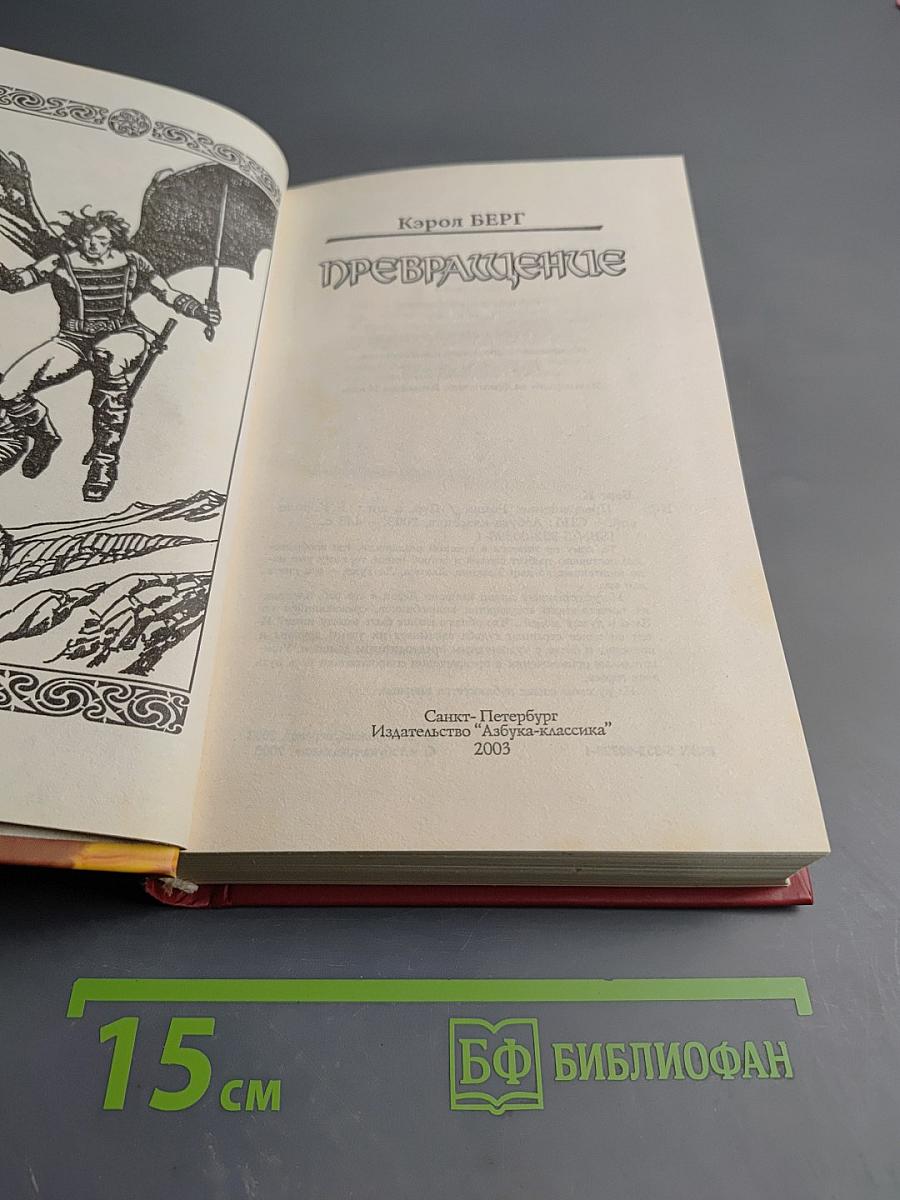 Кэрол БЕРГ
ПРЕВРАЩЕНИЕ
Санкт-Петербург
Издательство "Азбука-классика"
2003
15 см
БФ БИБЛИОФАН